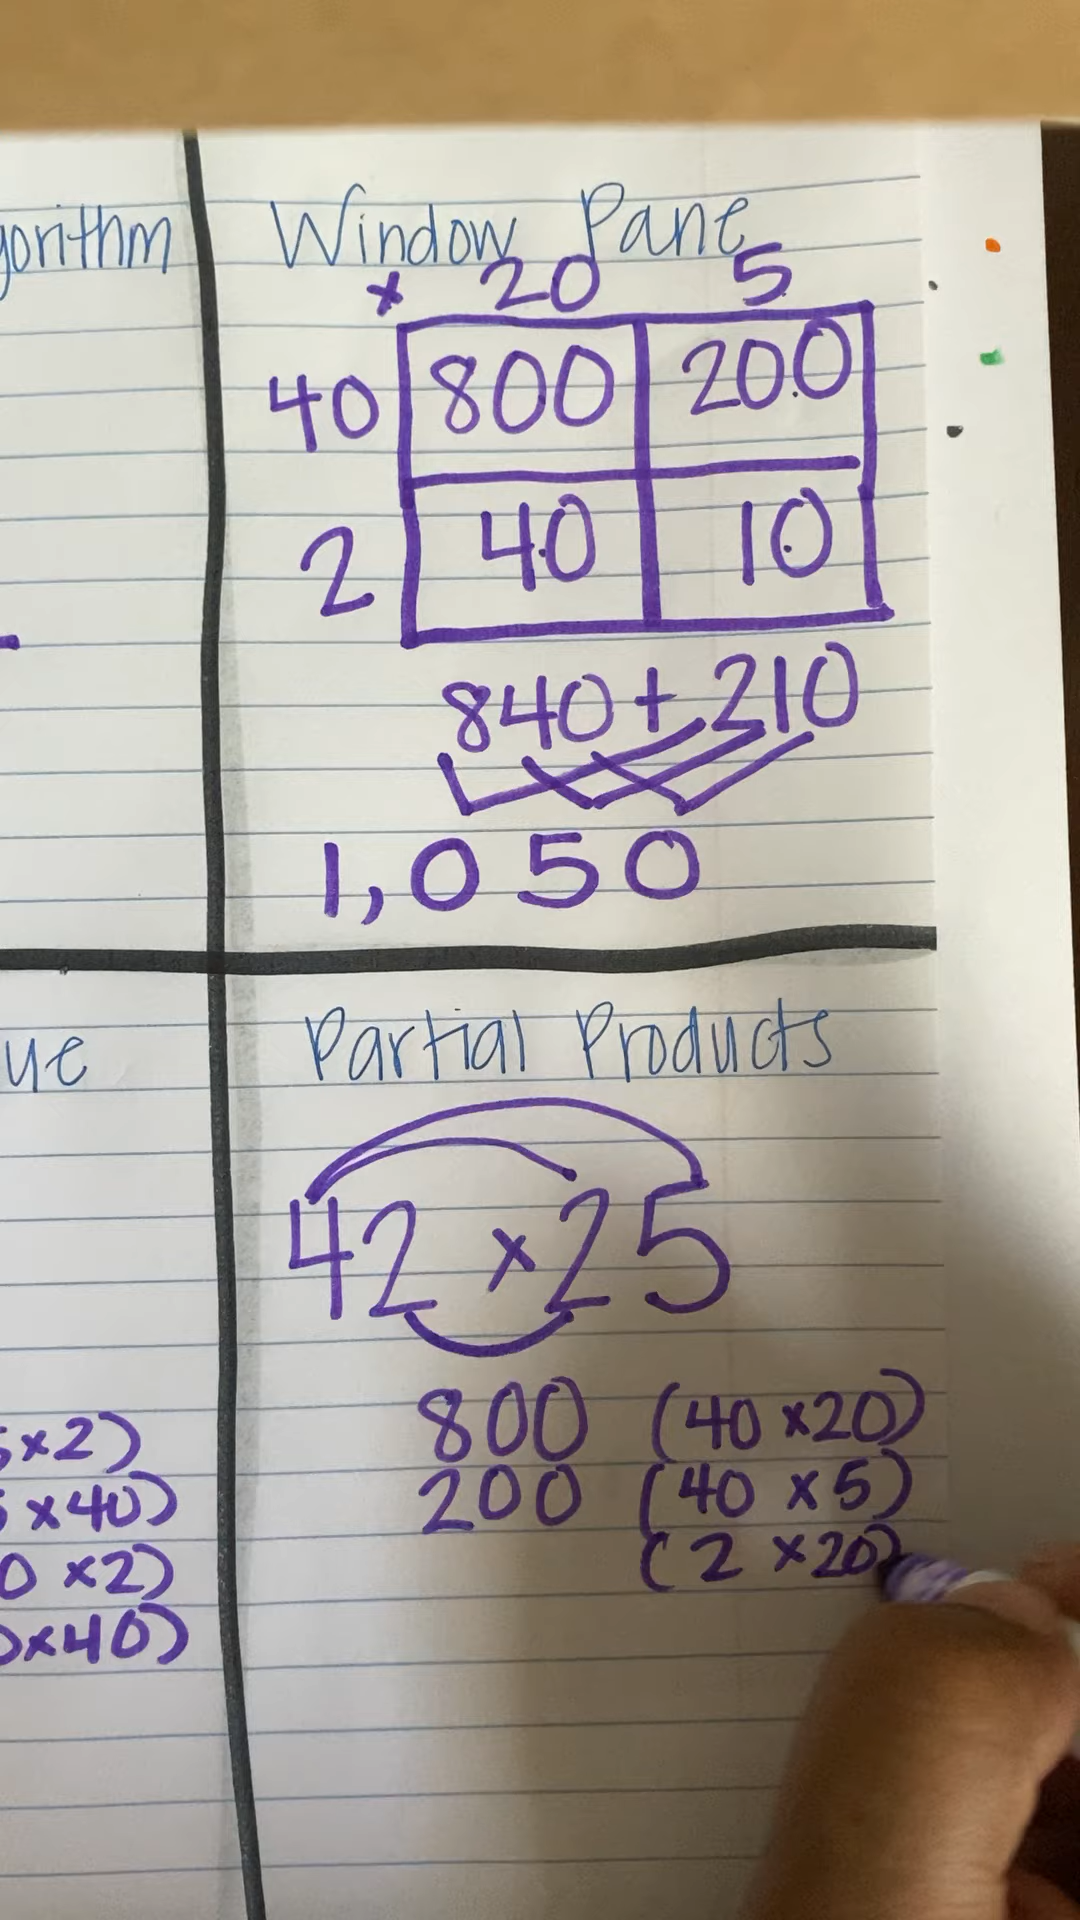 gorithm
Window Pane
× 20 5
40 800 200
2 40 10
840 + 210
1,050
ue
×2)
×40)
0 ×2)
×40)
Partial Products
42 × 25
800 (40 ×20)
200 (40 × 5)
(2 ×20)